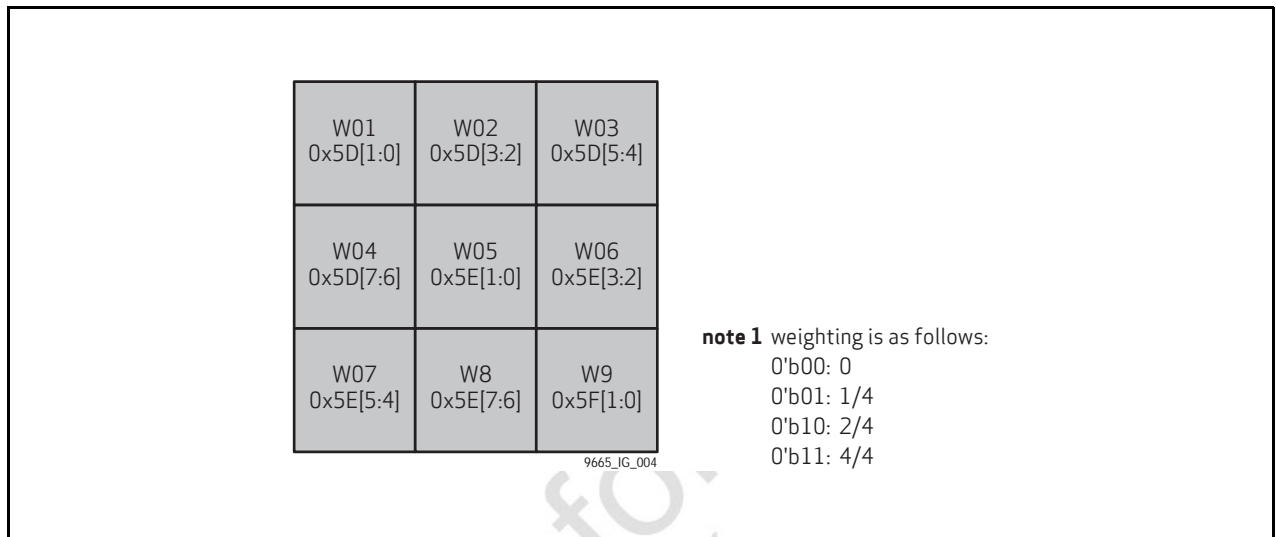 W01 W02 W03
0x5D[1:0] 0x5D[3:2] 0x5D[5:4]
W04 W05 W06
0x5D[7:6] 0x5E[1:0] 0x5E[3:2]
W07 W8 W9
0x5E[5:4] 0x5E[7:6] 0x5F[1:0]
9665_IG_004
note 1 weighting is as follows:
0'b00: 0
0'b01: 1/4
0'b10: 2/4
0'b11: 4/4